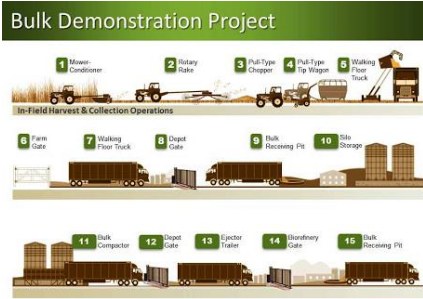 Bulk Demonstration Project
1 Mower-
Conditioner
2 Rotary
Rake
3 Pull-Type
Chopper
4 Pull-Type
Tip Wagon
5 Walking
Floor
Truck
In-Field Harvest & Collection Operations
6 Farm
Gate
7 Walking
Floor Truck
8 Depot
Gate
9 Bulk
Receiving Pit
10 Silo
Storage
11 Bulk
Compactor
12 Depot
Gate
13 Ejector
Trailer
14 Biorefinery
Gate
15 Bulk
Receiving Pit